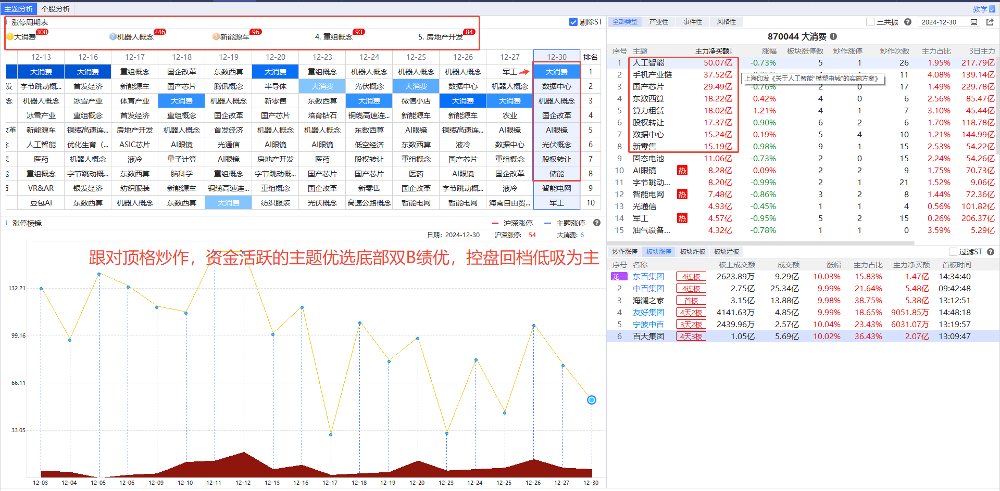 主题分析 个股分析 教学
涨停周期表 剔除ST
1 大消费 308 2 机器人概念 246 3 新能源车 96 4. 重组概念 93 5. 房地产开发 84
12-13 12-16 12-17 12-18 12-19 12-20 12-23 12-24 12-25 12-26 12-27 12-30 排名
大消费 大消费 重组概念 国企改革 东数西算 大消费 重组概念 机器人概念 机器人概念 机器人概念 军工 大消费 1
发 字节跳动概... 首发经济 新能源车 国产芯片 腾讯概念 半导体 大消费 光伏概念 大消费 数据中心 机器人概念 数据中心 2
念 机器人概念 冰雪产业 体育产业 大消费 机器人概念 新零售 东数西算 大消费 微信小店 大消费 大消费 机器人概念 3
冰雪产业 重组概念 首发经济 重组概念 国企改革 国产芯片 培育钻石 铜缆高速连... 新能源车 新能源车 农业 国企改革 4
改革 新能源车 铜缆高速连... 房地产开发 机器人概念 首发经济 机器人概念 机器人概念 东数西算 AI眼镜 铜缆高速连... AI眼镜 AI眼镜 5
人工智能 优化生育（... ASIC芯片 AI眼镜 光通信 AI眼镜 AI眼镜 低空经济 东数西算 液冷 数据中心 光伏概念 6
医药 机器人概念 液冷 量子计算 AI眼镜 房地产开发 医药 股权转让 重组概念 国产芯片 重组概念 股权转让 7
能 重组概念 字节跳动概... 东数西算 脑科学 重组概念 字节跳动概... 国产芯片 国产芯片 医药 AI眼镜 国企改革 储能 8
VR&AR 银发经济 纺织服装 新能源车 铜缆高速连... 重组概念 国企改革 新零售 国企改革 字节跳动概... 液冷 智能电网 9
豆包AI 东数西算 机器人概念 东数西算 大消费 纺织服装 光伏概念 高速公路概念 智能电网 智能电网 海南自由贸... 军工 10
涨停棱镜 沪深涨停 主题涨停
日期: 2024-12-30 沪深涨停: 54 大消费: 6
跟对顶格炒作，资金活跃的主题优选底部双B绩优，控盘回档低吸为主
132.21
99.16
66.11
33.05
12-03 12-04 12-05 12-06 12-09 12-10 12-11 12-12 12-13 12-16 12-17 12-18 12-19 12-20 12-23 12-24 12-25 12-26 12-27 12-30
全部类型 产业性 事件性 风格性 三共振 2024-12-30
870044 大消费
序号 主题 主力净买额↓ 涨幅 板块涨停数 炒作涨停 炒作次数 主力占比 3日主力
1 人工智能 50.07亿 -0.73% 5 1 26 1.95% 217.79亿
2 手机产业链 37.52亿 11 4.08% 139.14亿
上海印发《关于人工智能“模塑申城”的实施方案》
3 国产芯片 29.49亿 -0.76% 2 0 17 1.49% 229.78亿
4 东数西算 18.22亿 0.42% 4 0 6 2.56% 85.47亿
5 算力租赁 18.02亿 1.21% 4 1 7 3.10% 45.44亿
6 股权转让 17.37亿 -0.90% 6 2 6 1.70% 118.78亿
7 数据中心 15.24亿 0.19% 5 4 10 1.21% 144.99亿
8 新零售 15.19亿 -0.98% 9 1 15 2.53% 54.22亿
9 固态电池 11.06亿 -0.73% 2 0 15 2.24% 54.26亿
10 AI眼镜 热 8.28亿 0.09% 2 2 9 1.75% 70.73亿
11 字节跳动... 8.20亿 -0.99% 2 1 21 1.52% 9.06亿
12 智能电网 热 7.48亿 -0.86% 3 2 8 1.44% 72.36亿
13 光通信 4.93亿 -0.45% 1 1 4 0.56% 101.82亿
14 军工 热 4.57亿 -0.95% 5 2 15 0.26% 206.37亿
15 油气设备... 4.32亿 -0.78% 1 1 0 3.59% 5.29亿
炒作涨停 板块涨停 板块炸板 板块烂板 过滤ST
序号 名称 板上成交额 成交额 涨幅 主力占比 主力净买额 首板时间
龙一 东百集团 4连板 2623.89万 9.29亿 10.03% 15.83% 1.47亿 14:34:40
2 中百集团 4连板 2.75亿 25.34亿 9.99% 21.64% 5.48亿 09:42:48
3 海澜之家 首板 3.15亿 13.88亿 9.98% 38.75% 5.38亿 13:12:51
4 友好集团 4天2板 4141.63万 4.85亿 9.99% 18.65% 9051.85万 14:48:18
5 宁波中百 3天2板 2439.96万 2.57亿 10.04% 23.43% 6031.07万 13:19:57
6 百大集团 4天3板 1.05亿 5.69亿 10.02% 36.43% 2.07亿 13:09:47